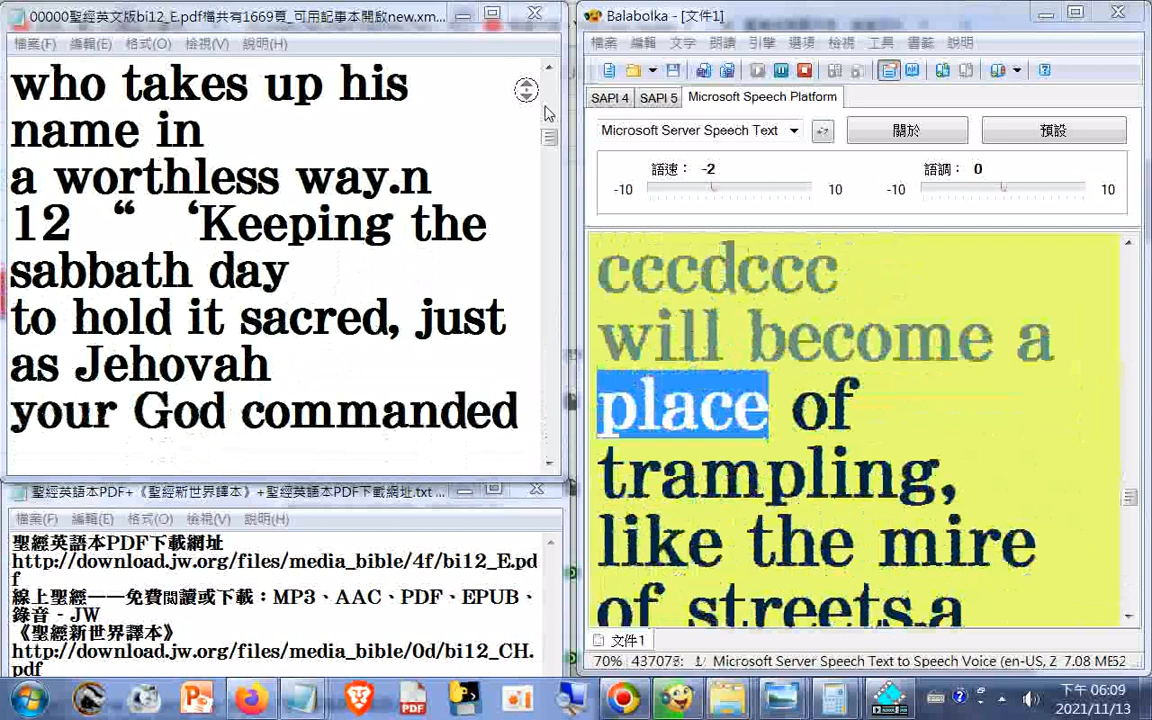 00000聖經英文版bi12_E.pdf檔共有1669頁_可用記事本開啟new.xm...
檔案(F) 編輯(E) 格式(O) 檢視(V) 說明(H)
who takes up his
name in
a worthless way.n
12 “ ‘Keeping the
sabbath day
to hold it sacred, just
as Jehovah
your God commanded
聖經英語本PDF+《聖經新世界譯本》+聖經英語本PDF下載網址.txt ...
檔案(F) 編輯(E) 格式(O) 檢視(V) 說明(H)
聖經英語本PDF下載網址
http://download.jw.org/files/media_bible/4f/bi12_E.pd
f
線上聖經——免費閱讀或下載：MP3、AAC、PDF、EPUB、
錄音 - JW
《聖經新世界譯本》
http://download.jw.org/files/media_bible/0d/bi12_CH.
pdf
Balabolka - [文件1]
檔案 編輯 文字 朗讀 引擎 選項 檢視 工具 書籤 說明
SAPI 4 SAPI 5 Microsoft Speech Platform
Microsoft Server Speech Text 關於 預設
語速： -2 語調： 0
-10 10 -10 10
cccdccc
will become a
place of
trampling,
like the mire
of streets.a
文件1
70% Microsoft Server Speech Text to Speech Voice (en-US, Z 7.08 ME
PDF
下午 06:09
2021/11/13